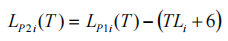 L_{P2i}(T) = L_{P1i}(T) − (TL_i + 6)